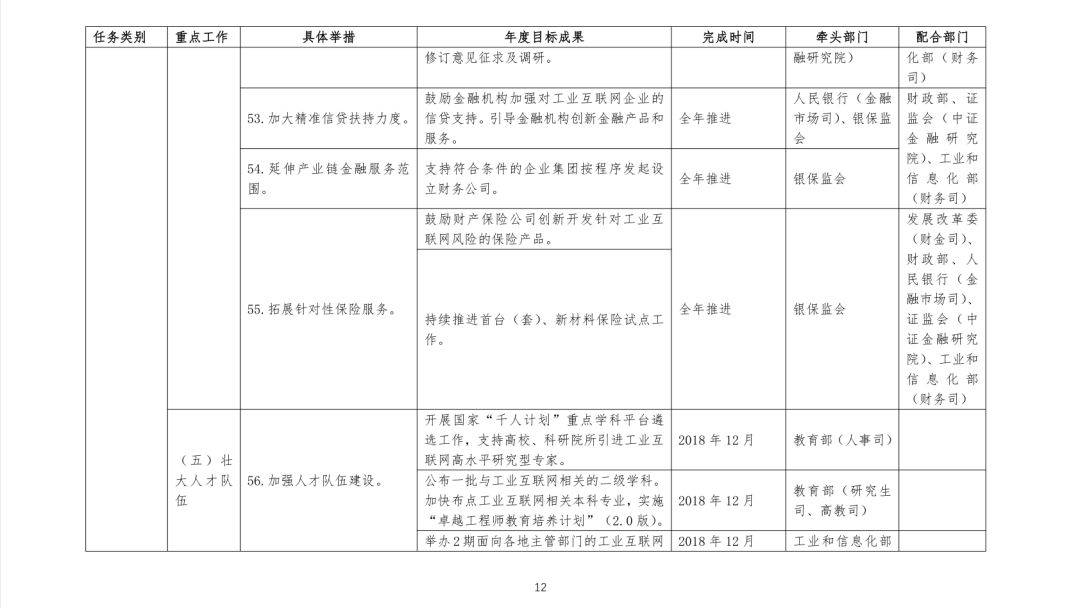 任务类别 重点工作 具体举措 年度目标成果 完成时间 牵头部门 配合部门
修订意见征求及调研。
融研究院）
化部（财务
司）
53.加大精准信贷扶持力度。
鼓励金融机构加强对工业互联网企业的
信贷支持。引导金融机构创新金融产品和
服务。
全年推进
人民银行（金融
市场司）、银保监
会
财政部、证
监会（中证
金融研究
院）、工业和
信息化部
（财务司）
54.延伸产业链金融服务范
围。
支持符合条件的企业集团按程序发起设
立财务公司。
全年推进
银保监会
55.拓展针对性保险服务。
鼓励财产保险公司创新开发针对工业互
联网风险的保险产品。
持续推进首台（套）、新材料保险试点工
作。
全年推进
银保监会
发展改革委
（财金司）、
财政部、人
民银行（金
融市场司）、
证监会（中
证金融研究
院）、工业和
信息化部
（财务司）
（五）壮
大人才队
伍
56.加强人才队伍建设。
开展国家“千人计划”重点学科平台遴
选工作，支持高校、科研院所引进工业互
联网高水平研究型专家。
2018 年 12 月
教育部（人事司）
公布一批与工业互联网相关的二级学科。
加快布点工业互联网相关本科专业，实施
“卓越工程师教育培养计划”（2.0 版）。
2018 年 12 月
教育部（研究生
司、高教司）
举办 2 期面向各地主管部门的工业互联网
2018 年 12 月
工业和信息化部
12